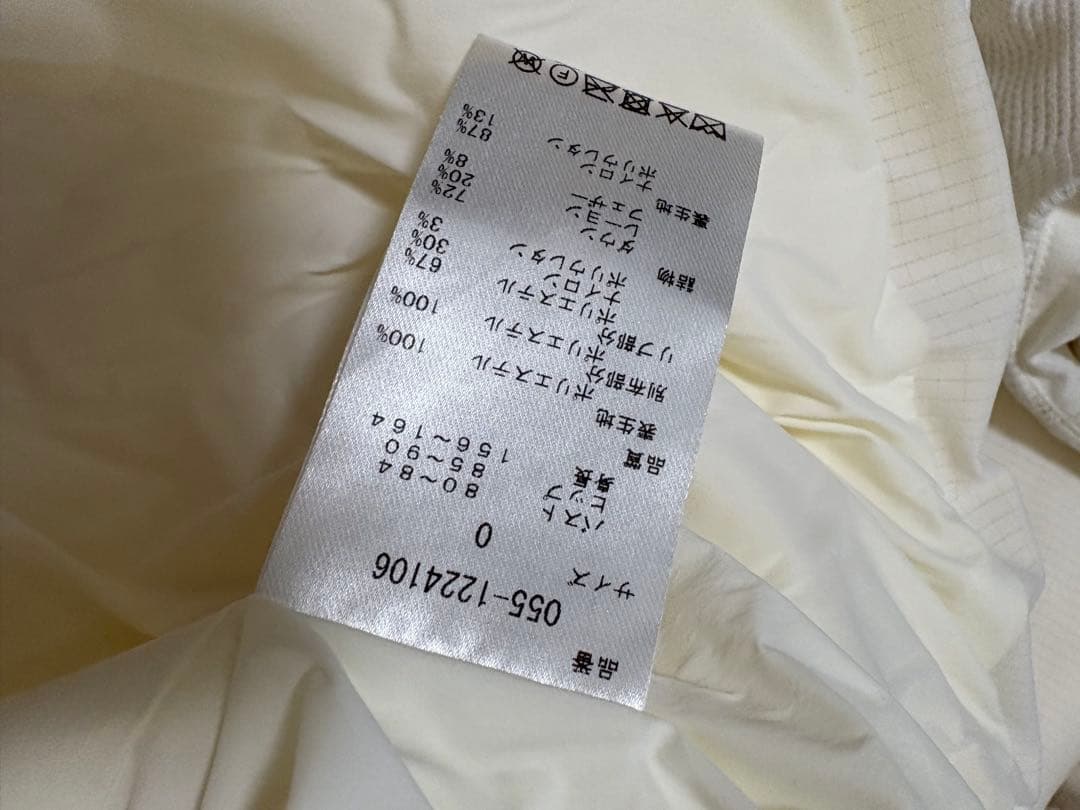 品番
055-1224106
サイズ 0
バスト 80～84
ヒップ 85～90
身長 156～164
品質
表生地
ポリエステル 100%
別布部分
ポリエステル 100%
リブ部分
ポリエステル 67%
ナイロン 30%
ポリウレタン 3%
詰物
ダウン 72%
レーヨン 20%
フェザー 8%
裏生地
ナイロン 87%
ポリウレタン 13%
F